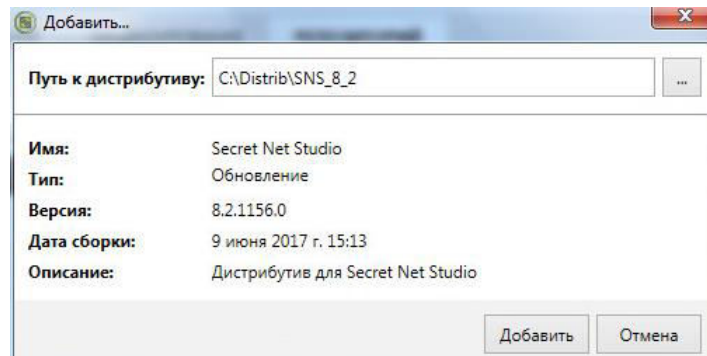 Добавить...
Путь к дистрибутиву: C:\Distrib\SNS_8_2 ...
Имя: Secret Net Studio
Тип: Обновление
Версия: 8.2.1156.0
Дата сборки: 9 июня 2017 г. 15:13
Описание: Дистрибутив для Secret Net Studio
Добавить Отмена